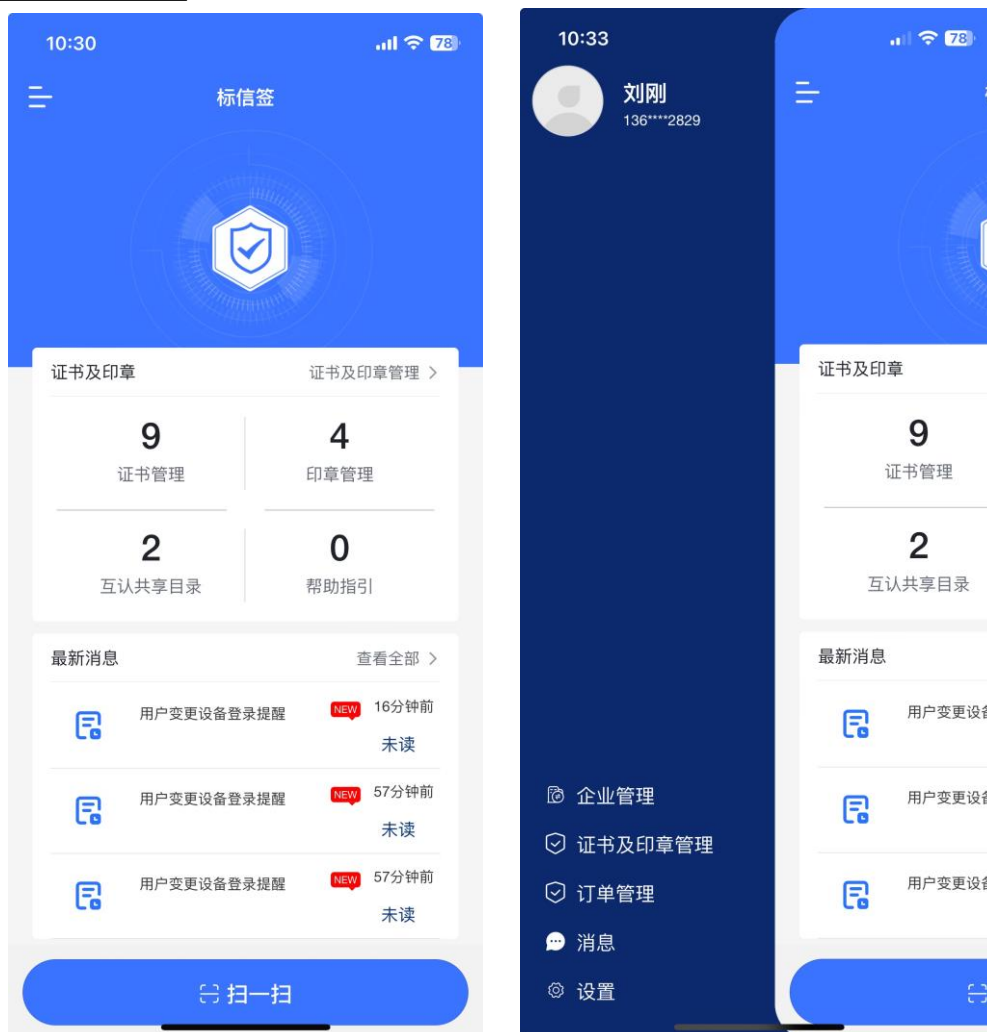 10:30
78
标信签
证书及印章
证书及印章管理 >
9
4
证书管理
印章管理
2
0
互认共享目录
帮助指引
最新消息
查看全部 >
用户变更设备登录提醒
NEW
16分钟前
未读
用户变更设备登录提醒
NEW
57分钟前
未读
用户变更设备登录提醒
NEW
57分钟前
未读
扫一扫
10:33
78
刘刚
136****2829
企业管理
证书及印章管理
订单管理
消息
设置
证书及印章
9
证书管理
2
互认共享目录
最新消息
用户变更设
用户变更设
用户变更设